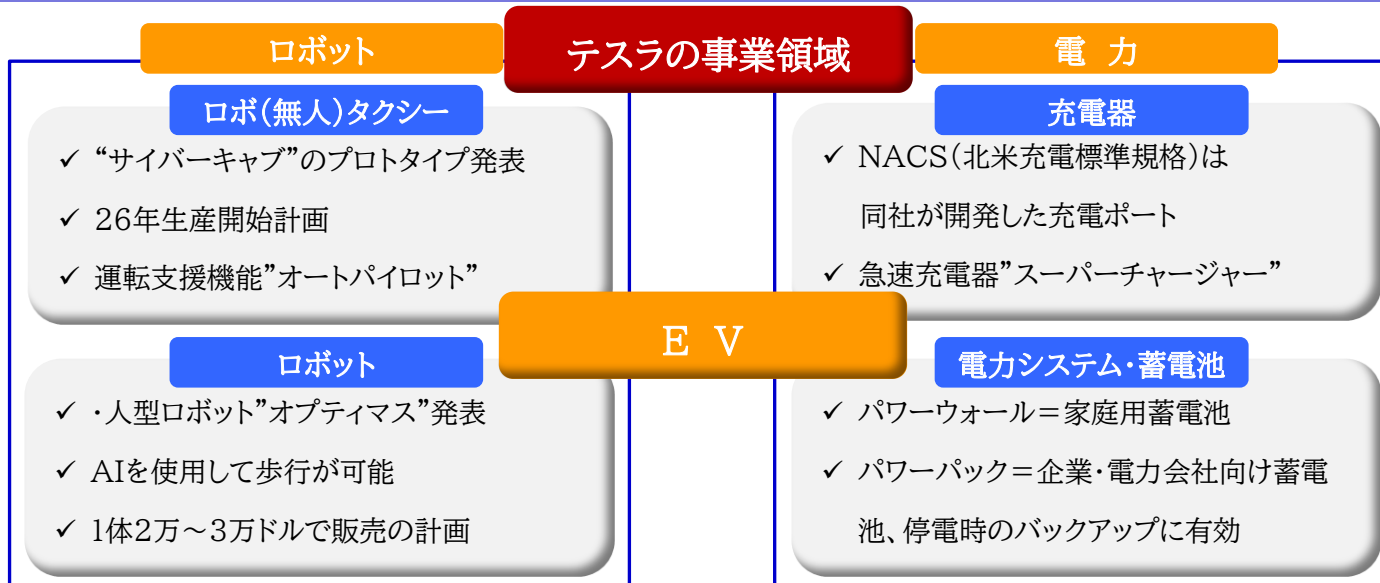 テスラの事業領域
ロボット
ロボ(無人)タクシー
✓ “サイバーキャブ”のプロトタイプ発表
✓ 26年生産開始計画
✓ 運転支援機能”オートパイロット”
ロボット
✓ ・人型ロボット”オプティマス”発表
✓ AIを使用して歩行が可能
✓ 1体2万～3万ドルで販売の計画
E V
電 力
充電器
✓ NACS(北米充電標準規格)は
同社が開発した充電ポート
✓ 急速充電器”スーパーチャージャー”
電力システム・蓄電池
✓ パワーウォール＝家庭用蓄電池
✓ パワーパック＝企業・電力会社向け蓄電
池、停電時のバックアップに有効